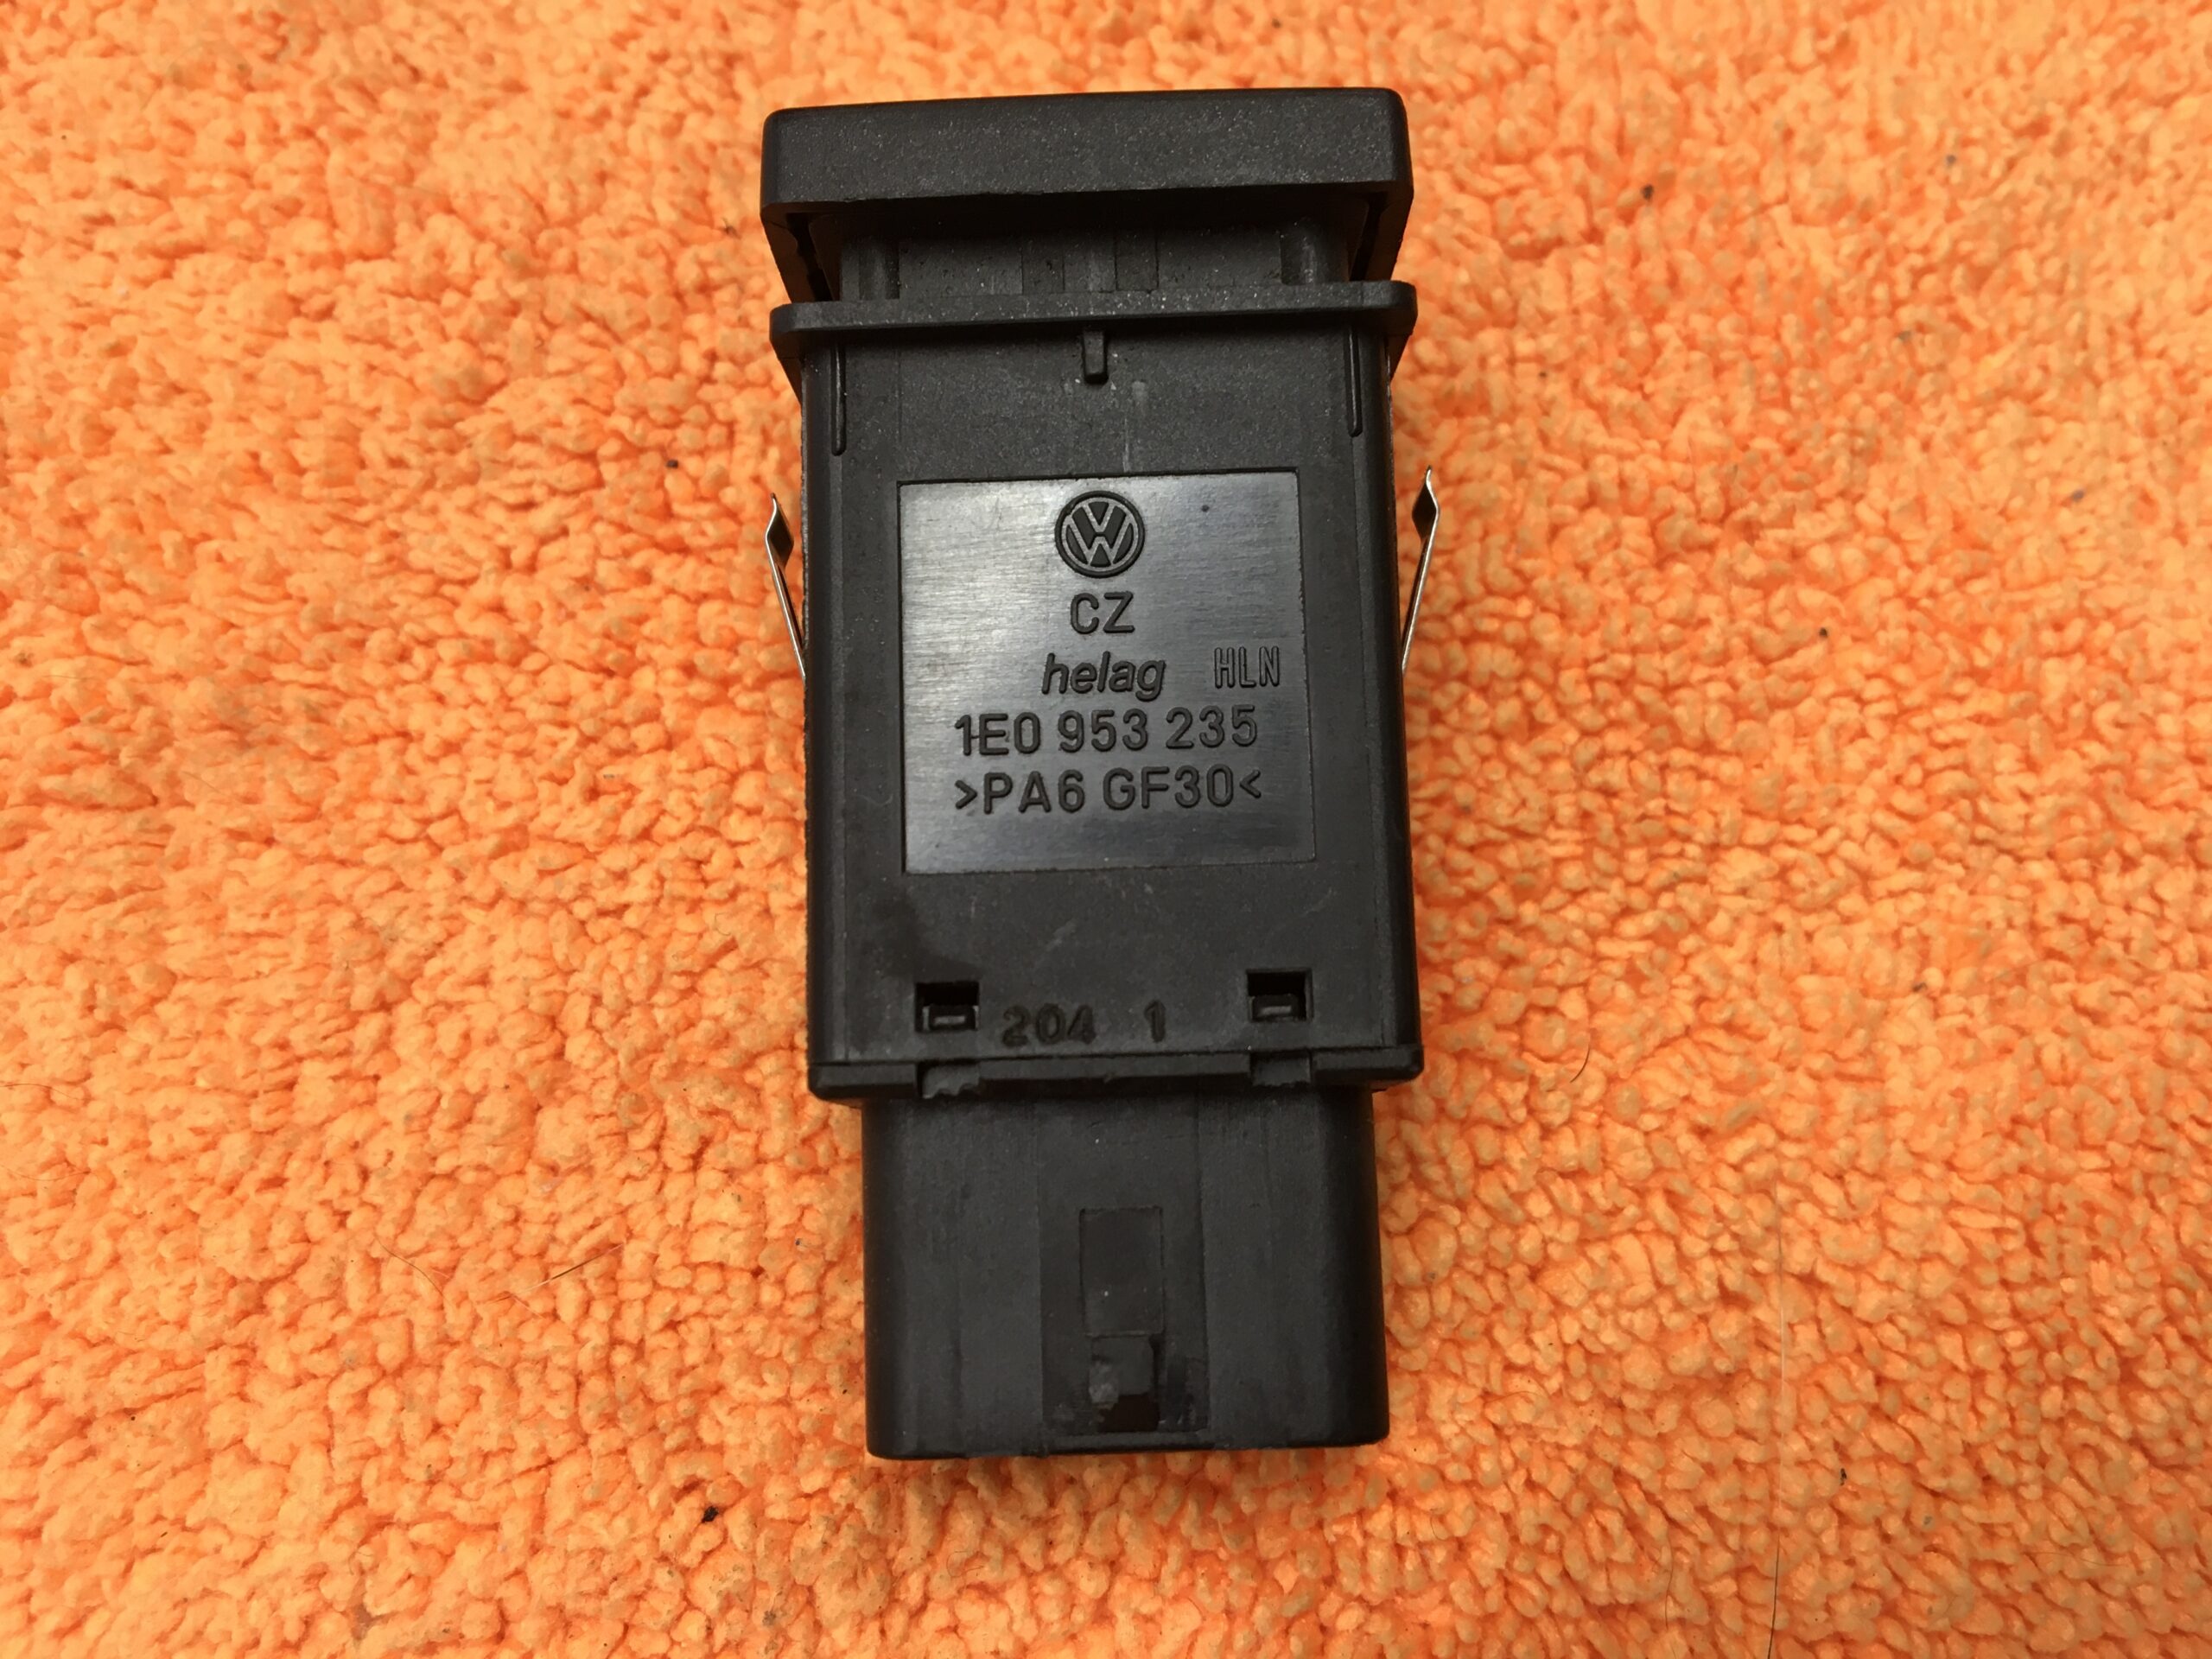 CZ
helag HLN
1E0 953 235
>PA6 GF30<
204 1